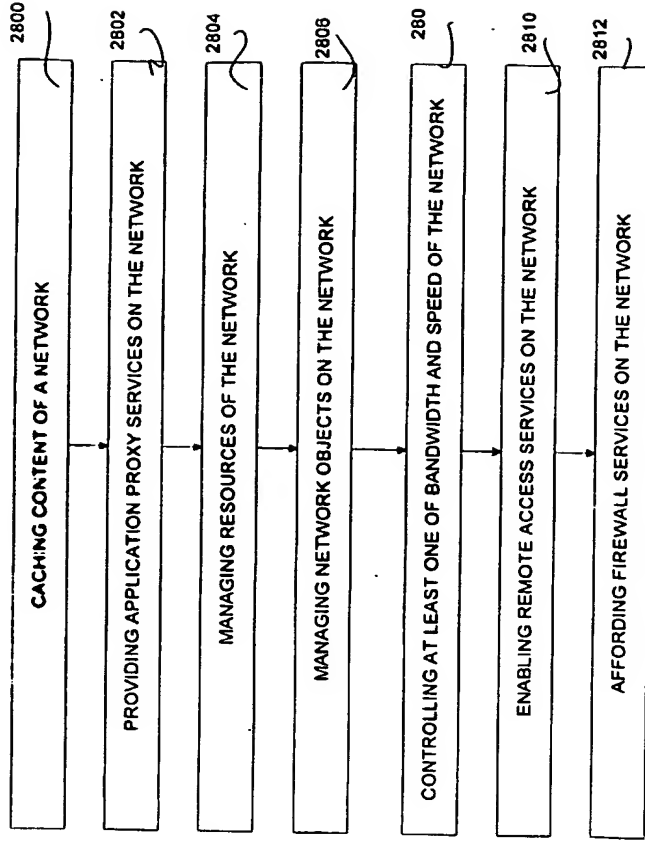 2800
CACHING CONTENT OF A NETWORK
2802
PROVIDING APPLICATION PROXY SERVICES ON THE NETWORK
2804
MANAGING RESOURCES OF THE NETWORK
2806
MANAGING NETWORK OBJECTS ON THE NETWORK
280
CONTROLLING AT LEAST ONE OF BANDWIDTH AND SPEED OF THE NETWORK
2810
ENABLING REMOTE ACCESS SERVICES ON THE NETWORK
2812
AFFORDING FIREWALL SERVICES ON THE NETWORK